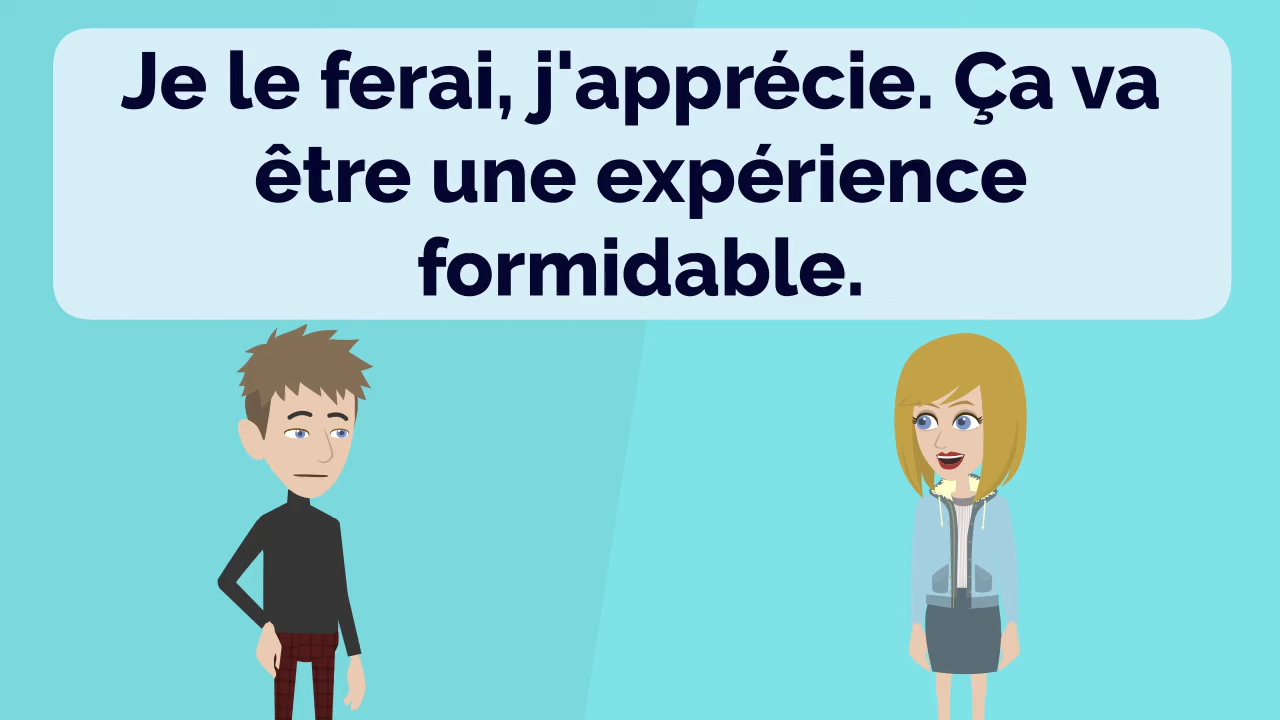 Je le ferai, j'apprécie. Ça va
être une expérience
formidable.